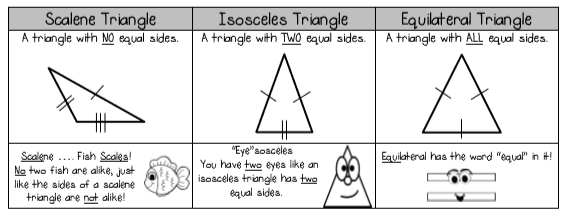 Scalene Triangle
A triangle with NO equal sides.
Scalene .... Fish Scales!
No two fish are alike, just
like the sides of a scalene
triangle are not alike!
Isosceles Triangle
A triangle with TWO equal sides.
"Eye"sosceles
You have two eyes like an
isosceles triangle has two
equal sides.
Equilateral Triangle
A triangle with ALL equal sides.
Equilateral has the word "equal" in it!